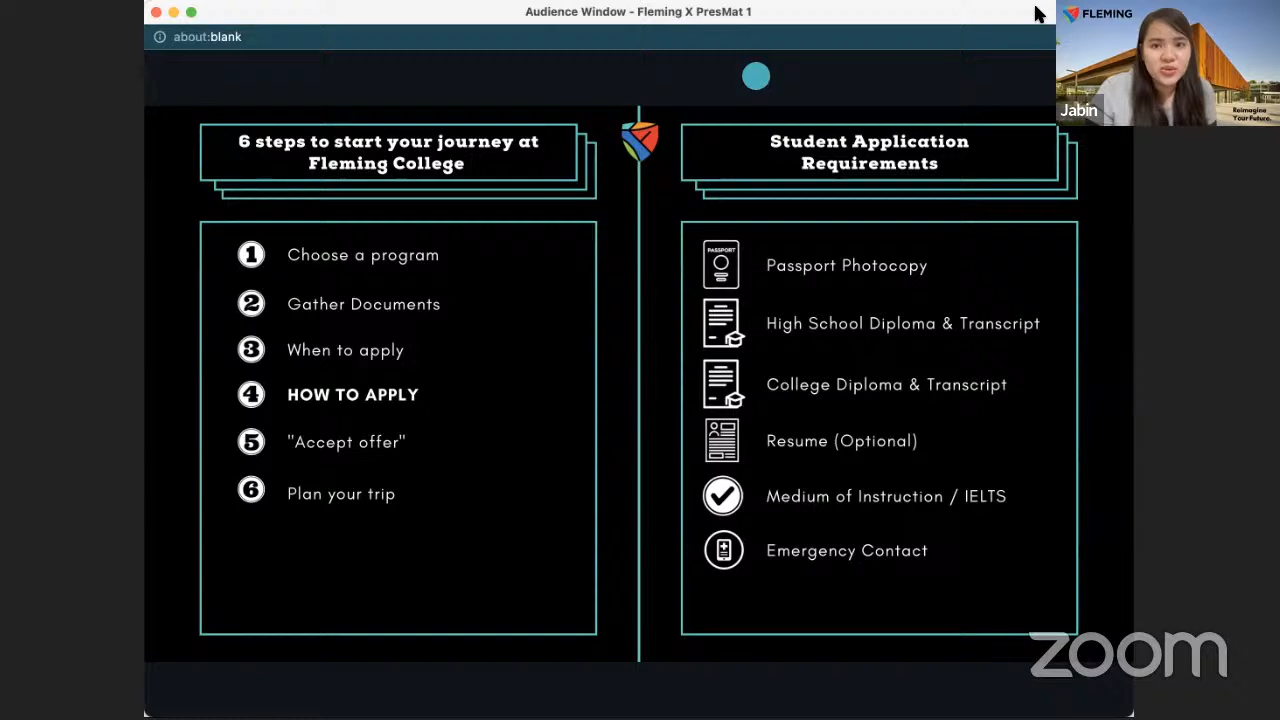 Audience Window - Fleming X PresMat 1
about:blank
FLEMING
Jabin
Reimagine
Your Future.
6 steps to start your journey at
Fleming College
1 Choose a program
2 Gather Documents
3 When to apply
4 HOW TO APPLY
5 "Accept offer"
6 Plan your trip
Student Application
Requirements
PASSPORT
Passport Photocopy
High School Diploma & Transcript
College Diploma & Transcript
Resume (Optional)
Medium of Instruction / IELTS
Emergency Contact
zoom